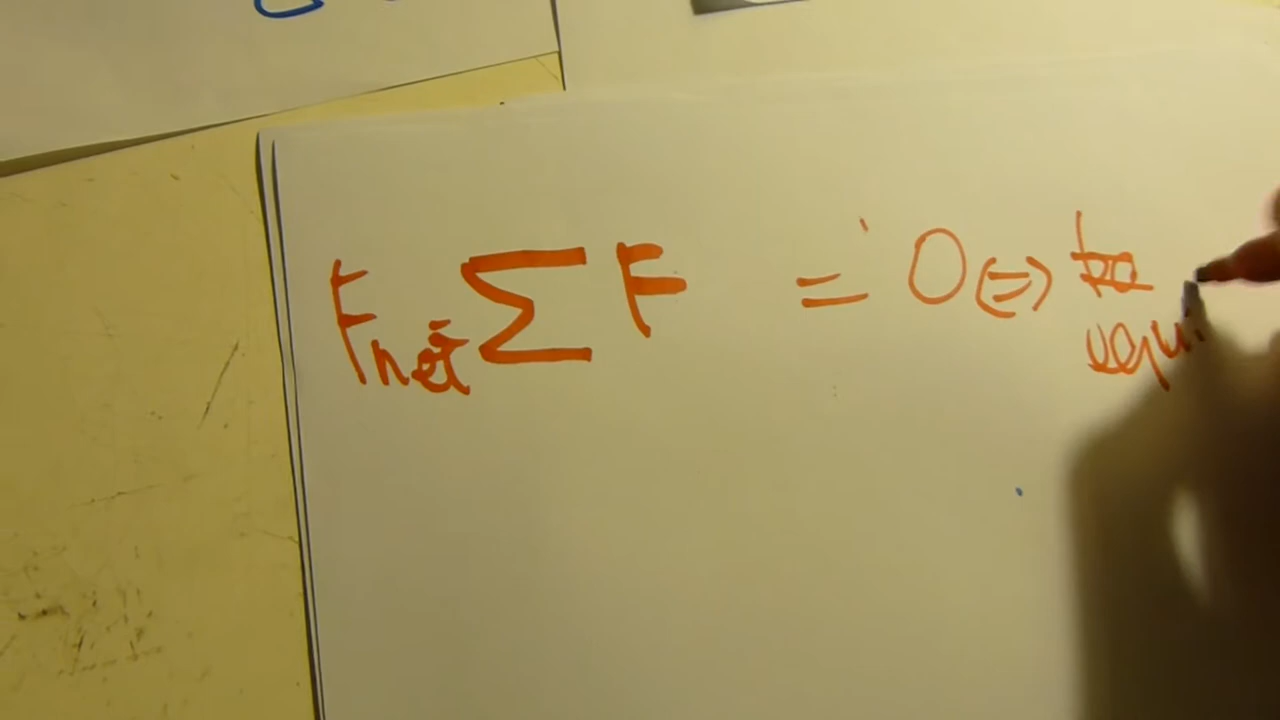 Fnet = ΣF = 0 ⇔
equi